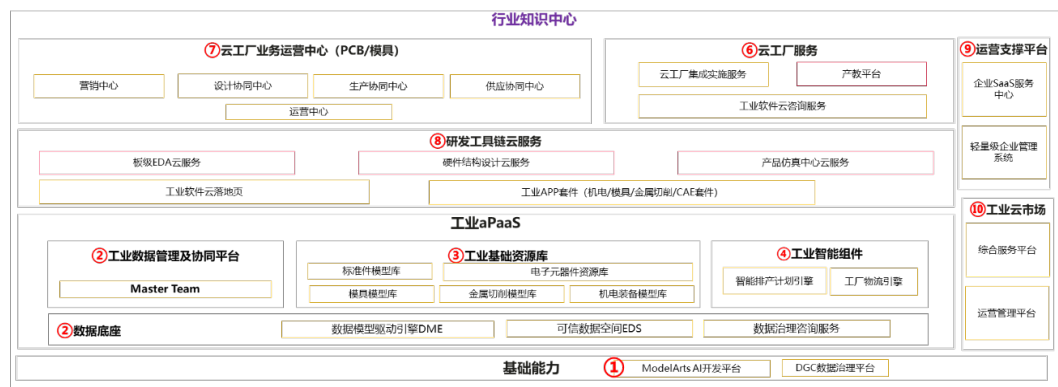 行业知识中心
⑦云工厂业务运营中心（PCB/模具）
营销中心
设计协同中心
生产协同中心
供应协同中心
运营中心
⑥云工厂服务
云工厂集成实施服务
产教平台
工业软件云咨询服务
⑨运营支撑平台
企业SaaS服务
中心
轻量级企业管理
系统
⑧研发工具链云服务
板级EDA云服务
硬件结构设计云服务
产品仿真中心云服务
工业软件云落地页
工业APP套件（机电/模具/金属切削/CAE套件）
工业aPaaS
②工业数据管理及协同平台
Master Team
③工业基础资源库
标准件模型库
电子元器件资源库
模具模型库
金属切削模型库
机电装备模型库
④工业智能组件
智能排产计划引擎
工厂物流引擎
②数据底座
数据模型驱动引擎DME
可信数据空间EDS
数据治理咨询服务
⑩工业云市场
综合服务平台
运营管理平台
基础能力
①
ModelArts AI开发平台
DGC数据治理平台